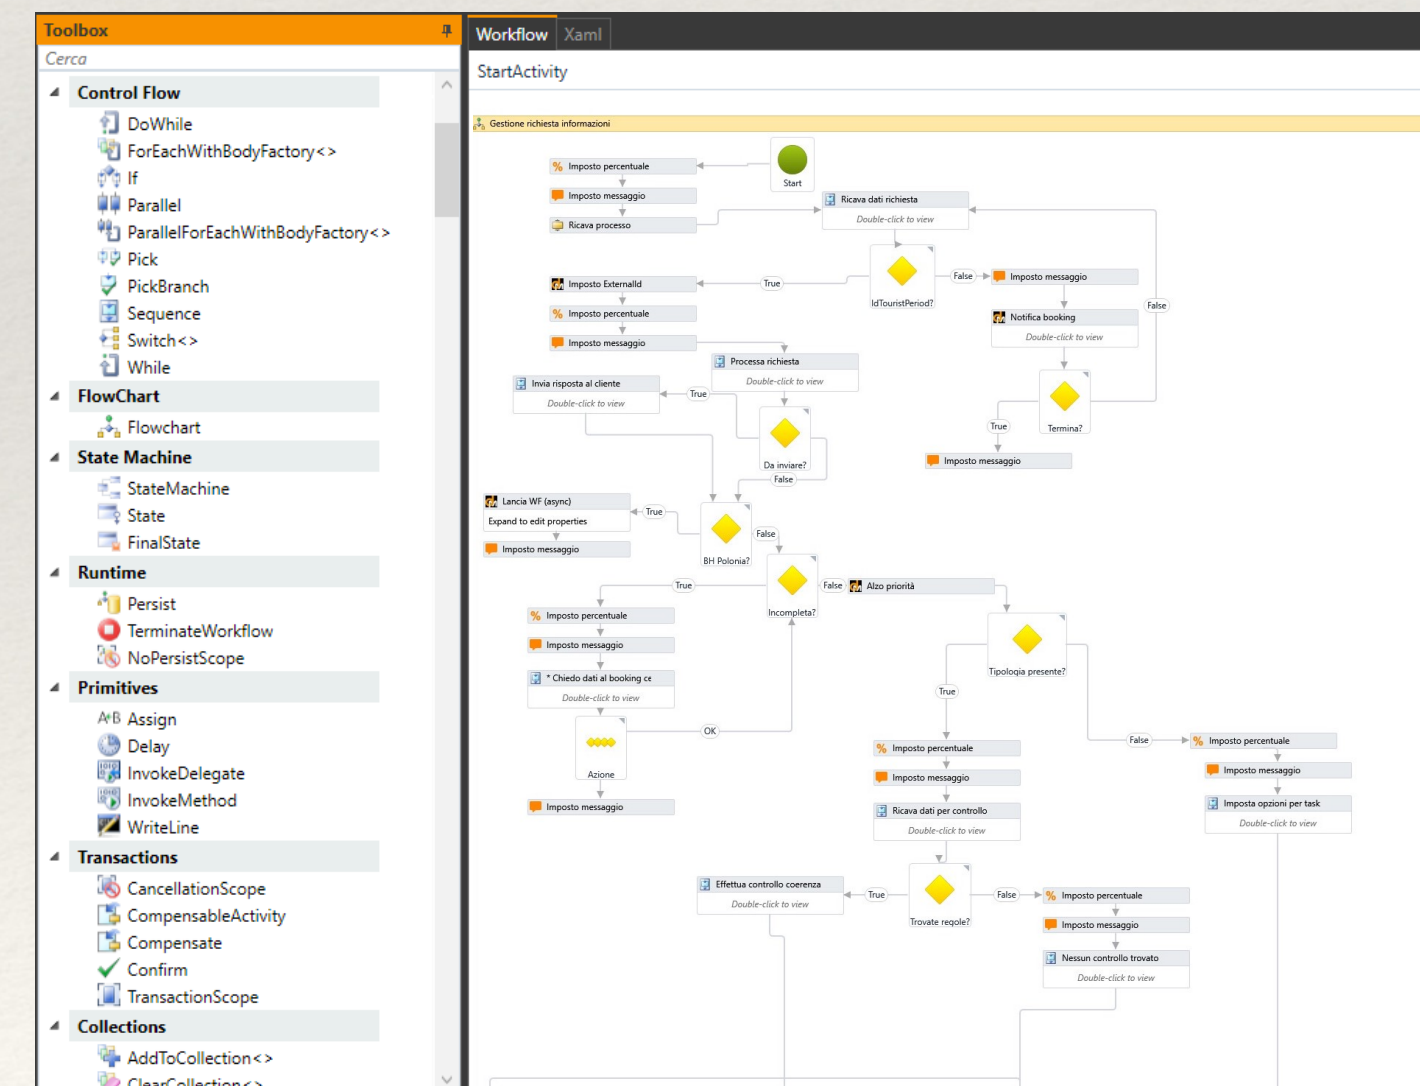 Toolbox
Cerca
Control Flow
DoWhile
ForEachWithBodyFactory<>
If
Parallel
ParallelForEachWithBodyFactory<>
Pick
PickBranch
Sequence
Switch<>
While
FlowChart
Flowchart
State Machine
StateMachine
State
FinalState
Runtime
Persist
TerminateWorkflow
NoPersistScope
Primitives
A+B Assign
Delay
InvokeDelegate
InvokeMethod
WriteLine
Transactions
CancellationScope
CompensableActivity
Compensate
Confirm
TransactionScope
Collections
AddToCollection<>
ClearCollection<>
Workflow Xaml
StartActivity
Gestione richiesta informazioni
Start
% Imposto percentuale
Imposto messaggio
Ricava processo
Ricava dati richiesta
Double-click to view
IdTouristPeriod?
True
False
Imposto ExternalId
% Imposto percentuale
Imposto messaggio
Imposto messaggio
Notifica booking
Double-click to view
False
Termina?
True
Imposto messaggio
Processa richiesta
Double-click to view
Invia risposta al cliente
Double-click to view
True
Da inviare?
False
Lancia WF (async)
Expand to edit properties
Imposto messaggio
True
BH Polonia?
False
Incompleta?
True
False
Alzo priorità
% Imposto percentuale
Imposto messaggio
* Chiedo dati al booking ce
Double-click to view
Azione
OK
Imposto messaggio
Tipologia presente?
True
False
% Imposto percentuale
Imposto messaggio
Ricava dati per controllo
Double-click to view
% Imposto percentuale
Imposto messaggio
Imposta opzioni per task
Double-click to view
Trovate regole?
True
False
Effettua controllo coerenza
Double-click to view
% Imposto percentuale
Imposto messaggio
Nessun controllo trovato
Double-click to view